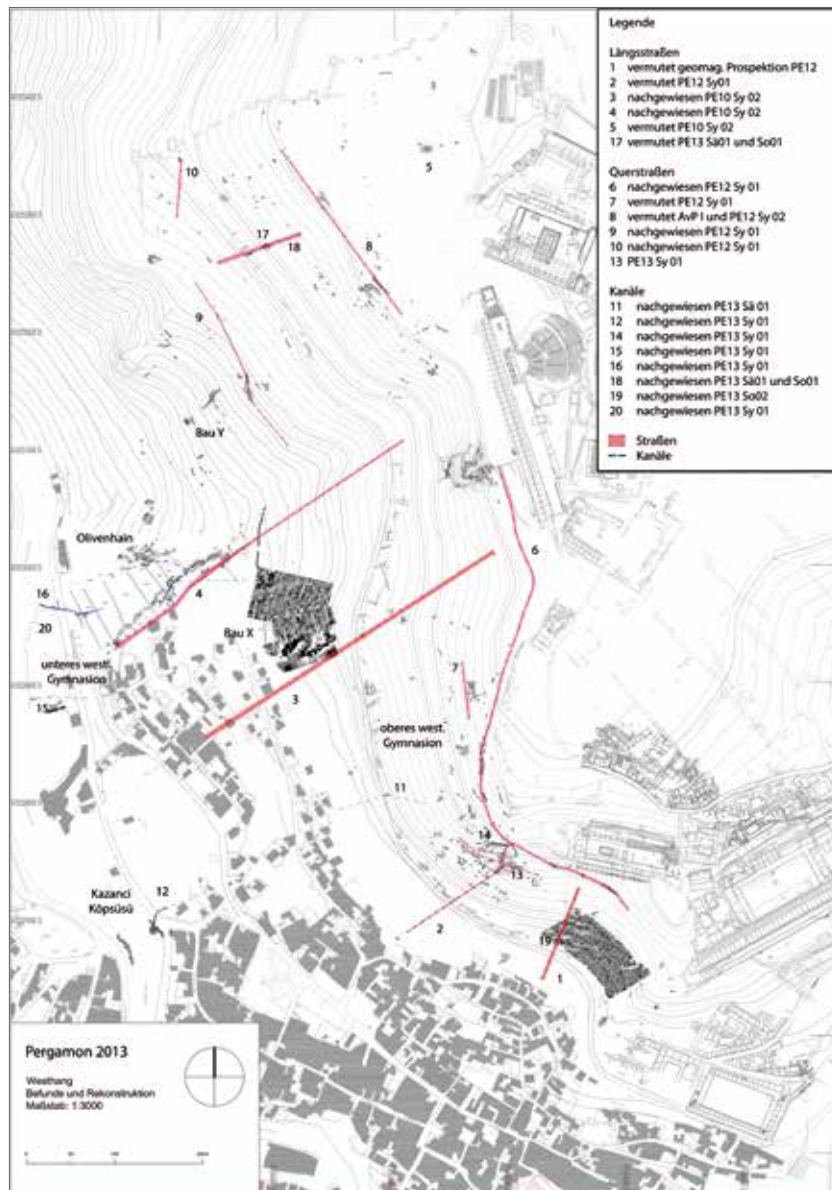 Legende
Längsstraßen
1 vermutet geomag. Prospektion PE12
2 vermutet PE12 Sy01
3 nachgewiesen PE10 Sy 02
4 nachgewiesen PE10 Sy 02
5 vermutet PE10 Sy 02
17 vermutet PE13 Sä01 und So01
Querstraßen
6 nachgewiesen PE12 Sy 01
7 vermutet PE12 Sy 01
8 vermutet AvP I und PE12 Sy 02
9 nachgewiesen PE12 Sy 01
10 nachgewiesen PE12 Sy 01
13 PE13 Sy 01
Kanäle
11 nachgewiesen PE13 Sä 01
12 nachgewiesen PE13 Sy 01
14 nachgewiesen PE13 Sy 01
15 nachgewiesen PE13 Sy 01
16 nachgewiesen PE13 Sy 01
18 nachgewiesen PE13 Sä01 und So01
19 nachgewiesen PE13 So02
20 nachgewiesen PE13 Sy 01
Straßen
Kanäle
5
10
17
18
8
9
Bau Y
Olivenhain
6
16
4
20
Bau X
unteres westl.
Gymnasion
7
15
3
oberes west.
Gymnasion
11
14
13
Kazanci
Köpsüsü
12
2
19
1
Pergamon 2013
Westhang
Befunde und Rekonstruktion
Maßstab: 1:3000